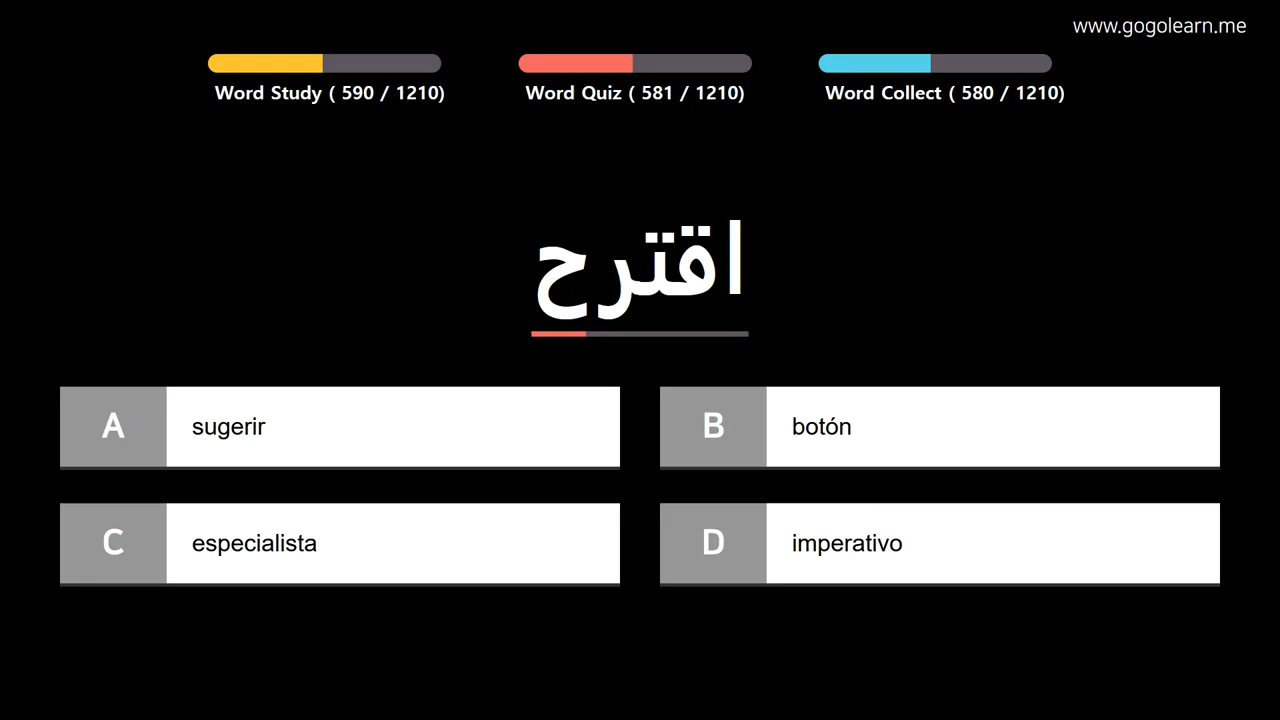 www.gogolearn.me
Word Study ( 590 / 1210)
Word Quiz ( 581 / 1210)
Word Collect ( 580 / 1210)
اقترح
A sugerir
B botón
C especialista
D imperativo